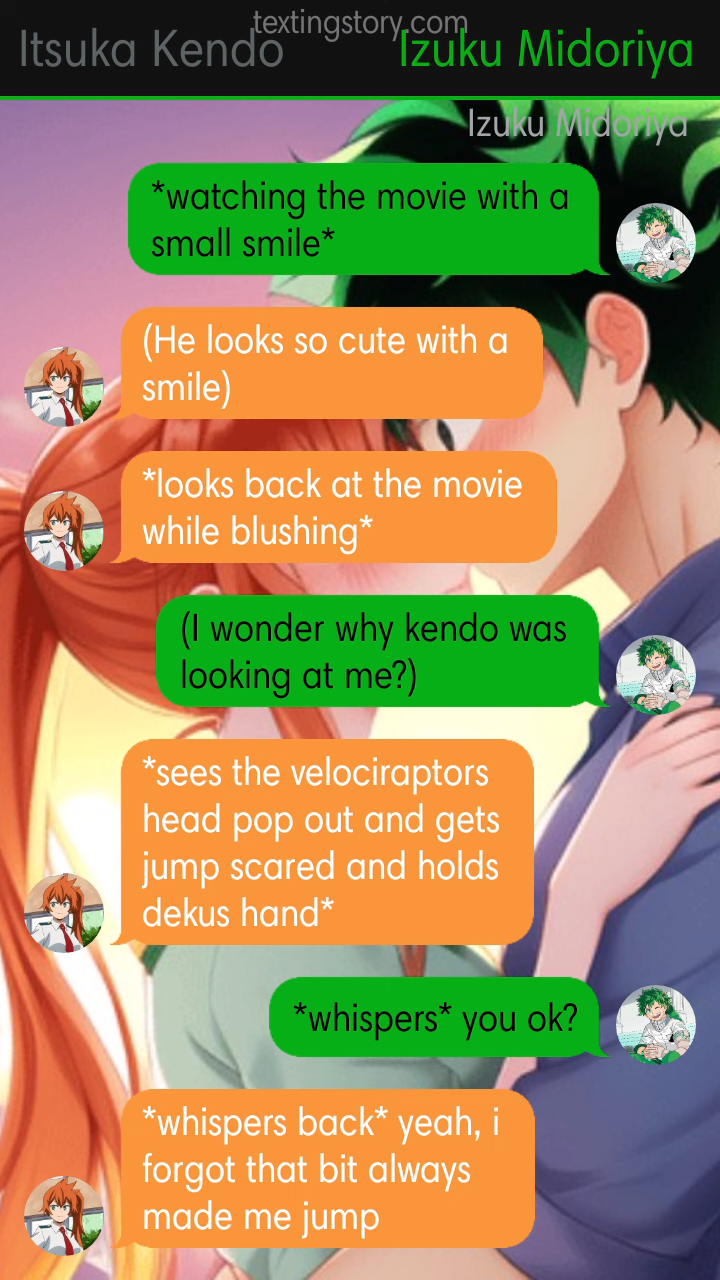 textingstory.com
Itsuka Kendo
Izuku Midoriya
Izuku Midoriya
*watching the movie with a
small smile*
(He looks so cute with a
smile)
*looks back at the movie
while blushing*
(I wonder why kendo was
looking at me?)
*sees the velociraptors
head pop out and gets
jump scared and holds
dekus hand*
*whispers* you ok?
*whispers back* yeah, i
forgot that bit always
made me jump